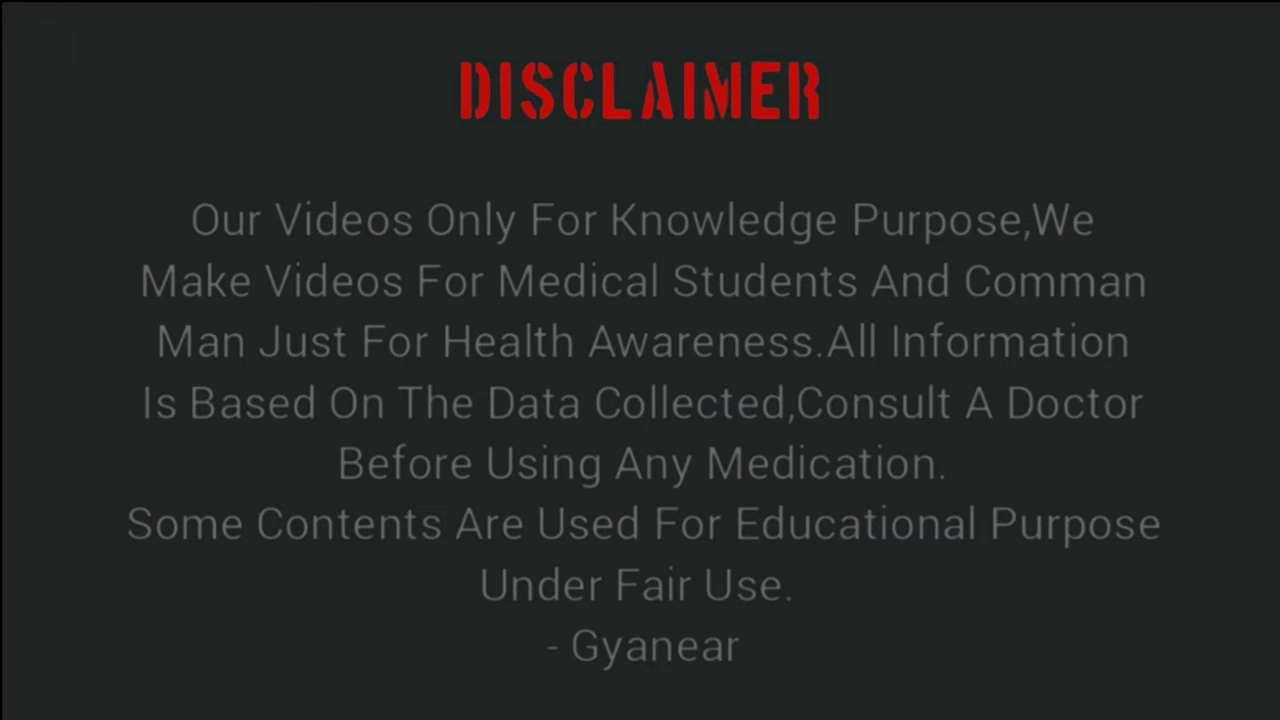 DISCLAIMER
Our Videos Only For Knowledge Purpose,We
Make Videos For Medical Students And Comman
Man Just For Health Awareness.All Information
Is Based On The Data Collected,Consult A Doctor
Before Using Any Medication.
Some Contents Are Used For Educational Purpose
Under Fair Use.
- Gyanear